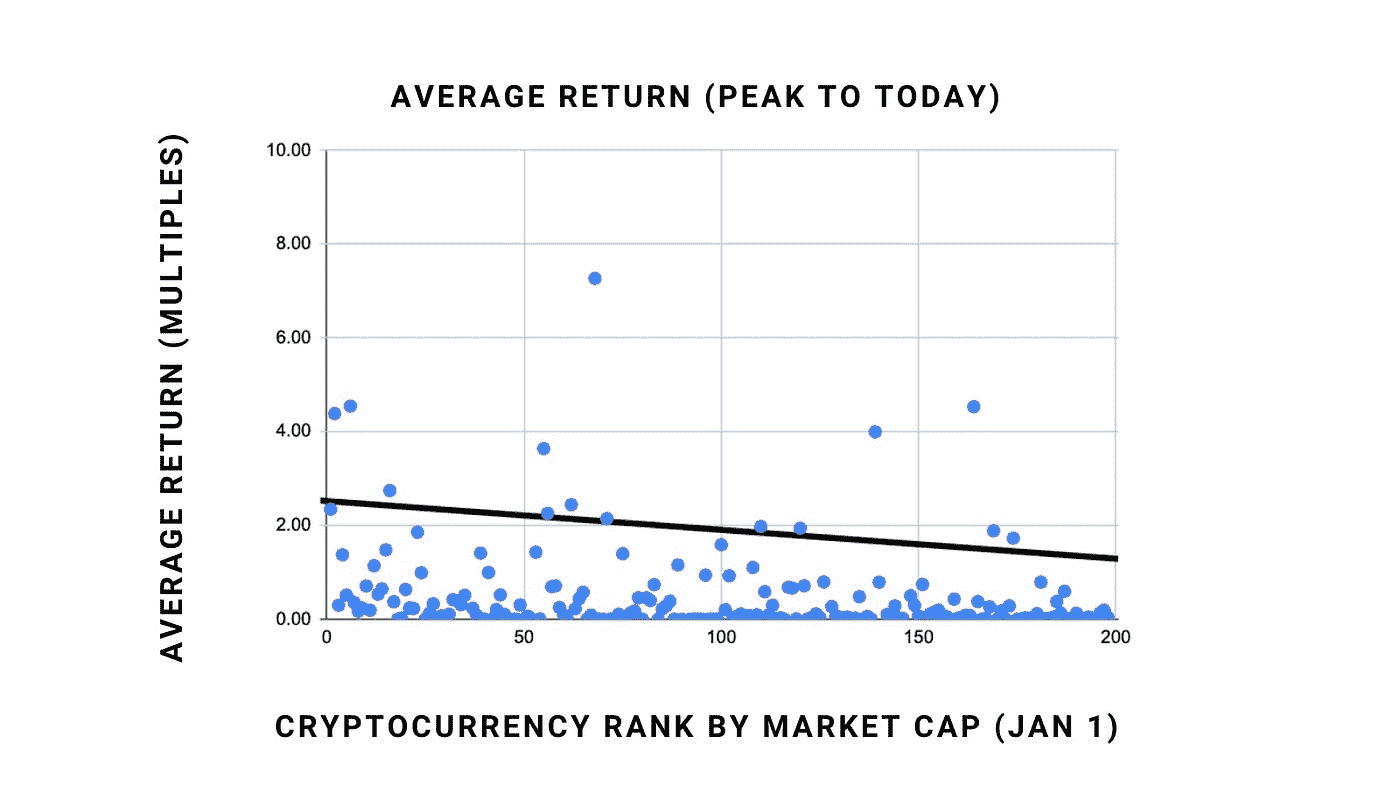 AVERAGE RETURN (PEAK TO TODAY)
AVERAGE RETURN (MULTIPLES)
10.00
8.00
6.00
4.00
2.00
0.00
0 50 100 150 200
CRYPTOCURRENCY RANK BY MARKET CAP (JAN 1)